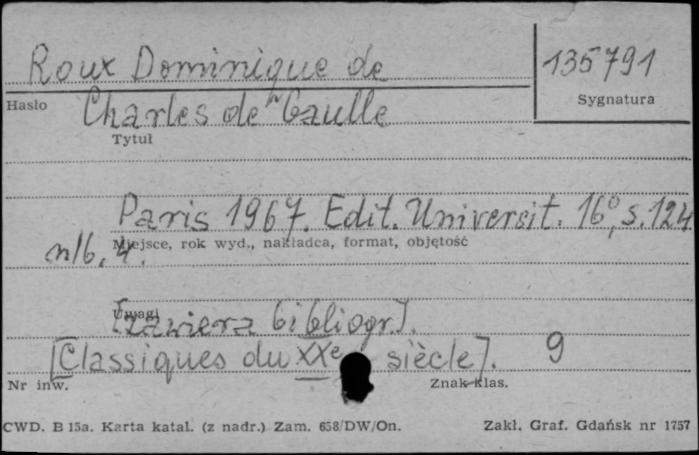 Roux Dominique de
135791
Hasło
Sygnatura
Charles de Gaulle
Tytuł
Paris 1967. Edit. Universit. 16°, s. 124
Miejsce, rok wyd., nakładca, format, objętość
nlb. 4.
Uwagi
[zawiera bibliogr].
[Classiques du XXe siècle]. 9
Nr inw.
Znak klas.
CWD. B 15a. Karta katal. (z nadr.) Zam. 658/DW/On.
Zakł. Graf. Gdańsk nr 1757